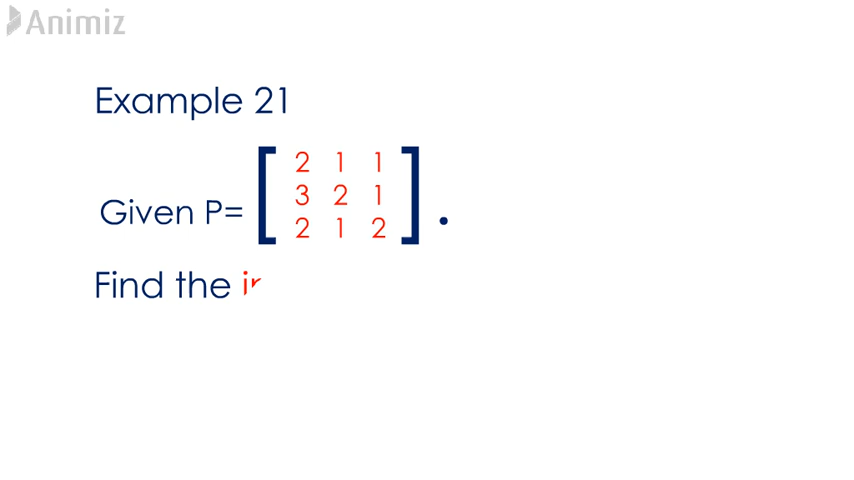 Animiz
Example 21
Given P= [ 2 1 1
3 2 1
2 1 2 ] .
Find the